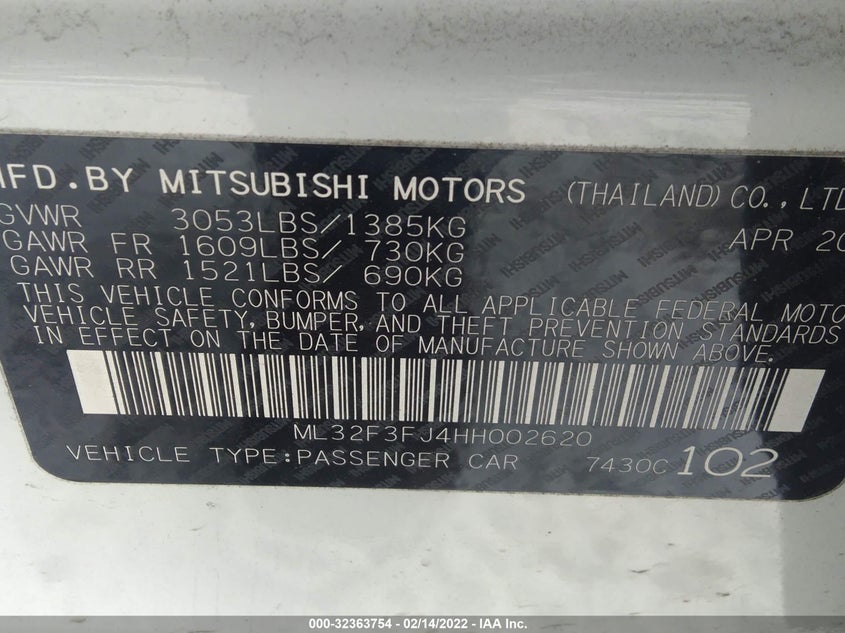 MFD.BY MITSUBISHI MOTORS (THAILAND) CO., LTD
GVWR 3053LBS/1385KG
GAWR FR 1609LBS/ 730KG APR 20
GAWR RR 1521LBS/ 690KG
THIS VEHICLE CONFORMS TO ALL APPLICABLE FEDERAL MOTO
VEHICLE SAFETY, BUMPER, AND THEFT PREVENTION STANDARDS
IN EFFECT ON THE DATE OF MANUFACTURE SHOWN ABOVE.
ML32F3FJ4HH002620
VEHICLE TYPE:PASSENGER CAR 7430C 102
000-32363754 - 02/14/2022 - IAA Inc.